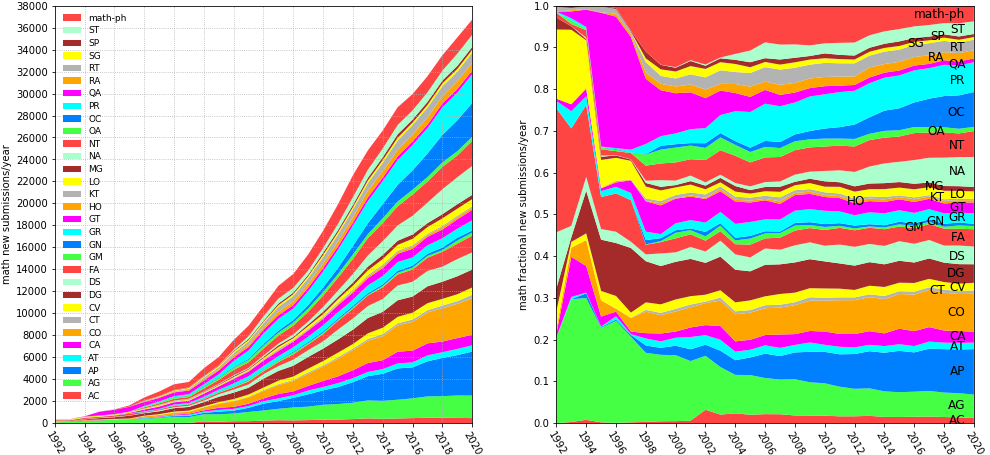 38000
36000
34000
32000
30000
28000
26000
24000
22000
20000
18000
16000
14000
12000
10000
8000
6000
4000
2000
0
math new submissions/year
math-ph
ST
SP
SG
RT
RA
QA
PR
OC
OA
NT
NA
MG
LO
KT
HO
GT
GR
GN
GM
FA
DS
DG
CV
CT
CO
CA
AT
AP
AG
AC
1992
1994
1996
1998
2000
2002
2004
2006
2008
2010
2012
2014
2016
2018
2020
1.0
0.9
0.8
0.7
0.6
0.5
0.4
0.3
0.2
0.1
0.0
math fractional new submissions/year
math-ph
ST
SP
SG
RT
RA
QA
PR
OC
OA
NT
NA
MG
LO
KT
HO
GT
GR
GN
GM
FA
DS
DG
CV
CT
CO
CA
AT
AP
AG
AC
1992
1994
1996
1998
2000
2002
2004
2006
2008
2010
2012
2014
2016
2018
2020